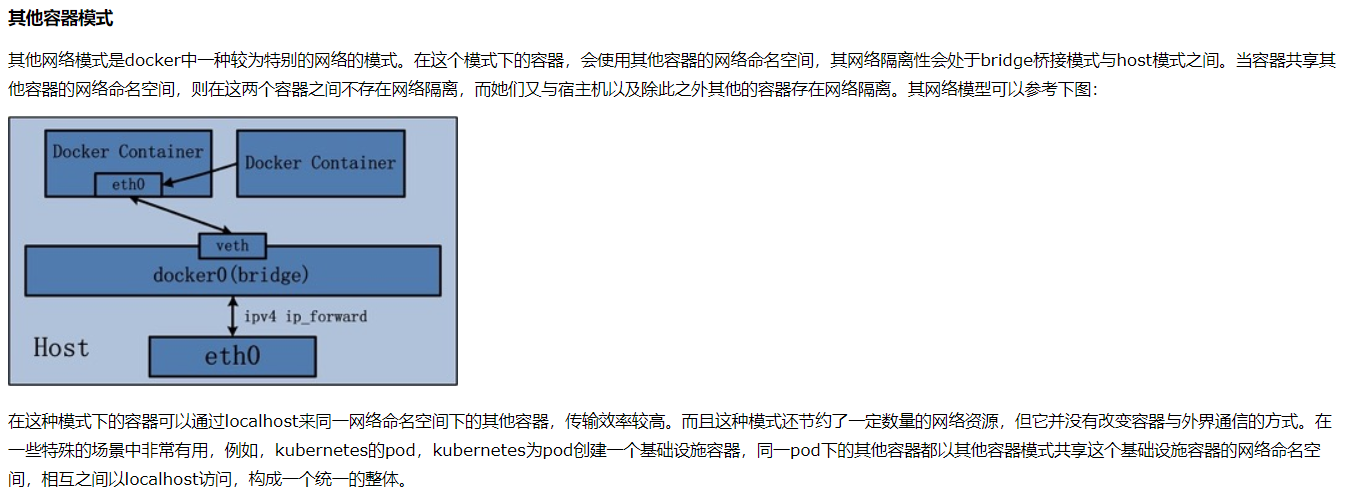 其他容器模式
其他网络模式是docker中一种较为特别的网络的模式。在这个模式下的容器，会使用其他容器的网络命名空间，其网络隔离性会处于bridge桥接模式与host模式之间。当容器共享其
他容器的网络命名空间，则在这两个容器之间不存在网络隔离，而她们又与宿主机以及除此之外其他的容器存在网络隔离。其网络模型可以参考下图：
Docker Container
Docker Container
eth0
veth
docker0(bridge)
ipv4 ip_forward
Host
eth0
在这种模式下的容器可以通过localhost来同一网络命名空间下的其他容器，传输效率较高。而且这种模式还节约了一定数量的网络资源，但它并没有改变容器与外界通信的方式。在
一些特殊的场景中非常有用，例如，kubernetes的pod，kubernetes为pod创建一个基础设施容器，同一pod下的其他容器都以其他容器模式共享这个基础设施容器的网络命名空
间，相互之间以localhost访问，构成一个统一的整体。